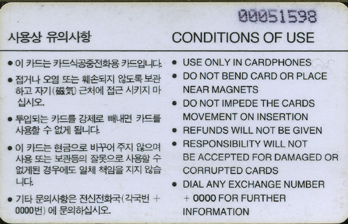 00051598
사용상 유의사항
● 이 카드는 카드식공중전화용 카드입니다.
● 접거나 오염 또는 훼손되지 않도록 보관
하고 자기(磁氣) 근처에 접근 시키지 마
십시오.
● 투입되는 카드를 강제로 빼내면 카드를
사용할 수 없게 됩니다.
● 이 카드는 현금으로 바꾸어 주지 않으며
사용 또는 보관등의 잘못으로 사용할 수
없게된 경우에도 일체 책임을 지지 않습
니다.
● 기타 문의사항은 전신전화국(각국번 +
0000번)에 문의하십시오.
CONDITIONS OF USE
● USE ONLY IN CARDPHONES
● DO NOT BEND CARD OR PLACE
NEAR MAGNETS
● DO NOT IMPEDE THE CARDS
MOVEMENT ON INSERTION
● REFUNDS WILL NOT BE GIVEN
● RESPONSIBILITY WILL NOT
BE ACCEPTED FOR DAMAGED OR
CORRUPTED CARDS
● DIAL ANY EXCHANGE NUMBER
+ 0000 FOR FURTHER
INFORMATION